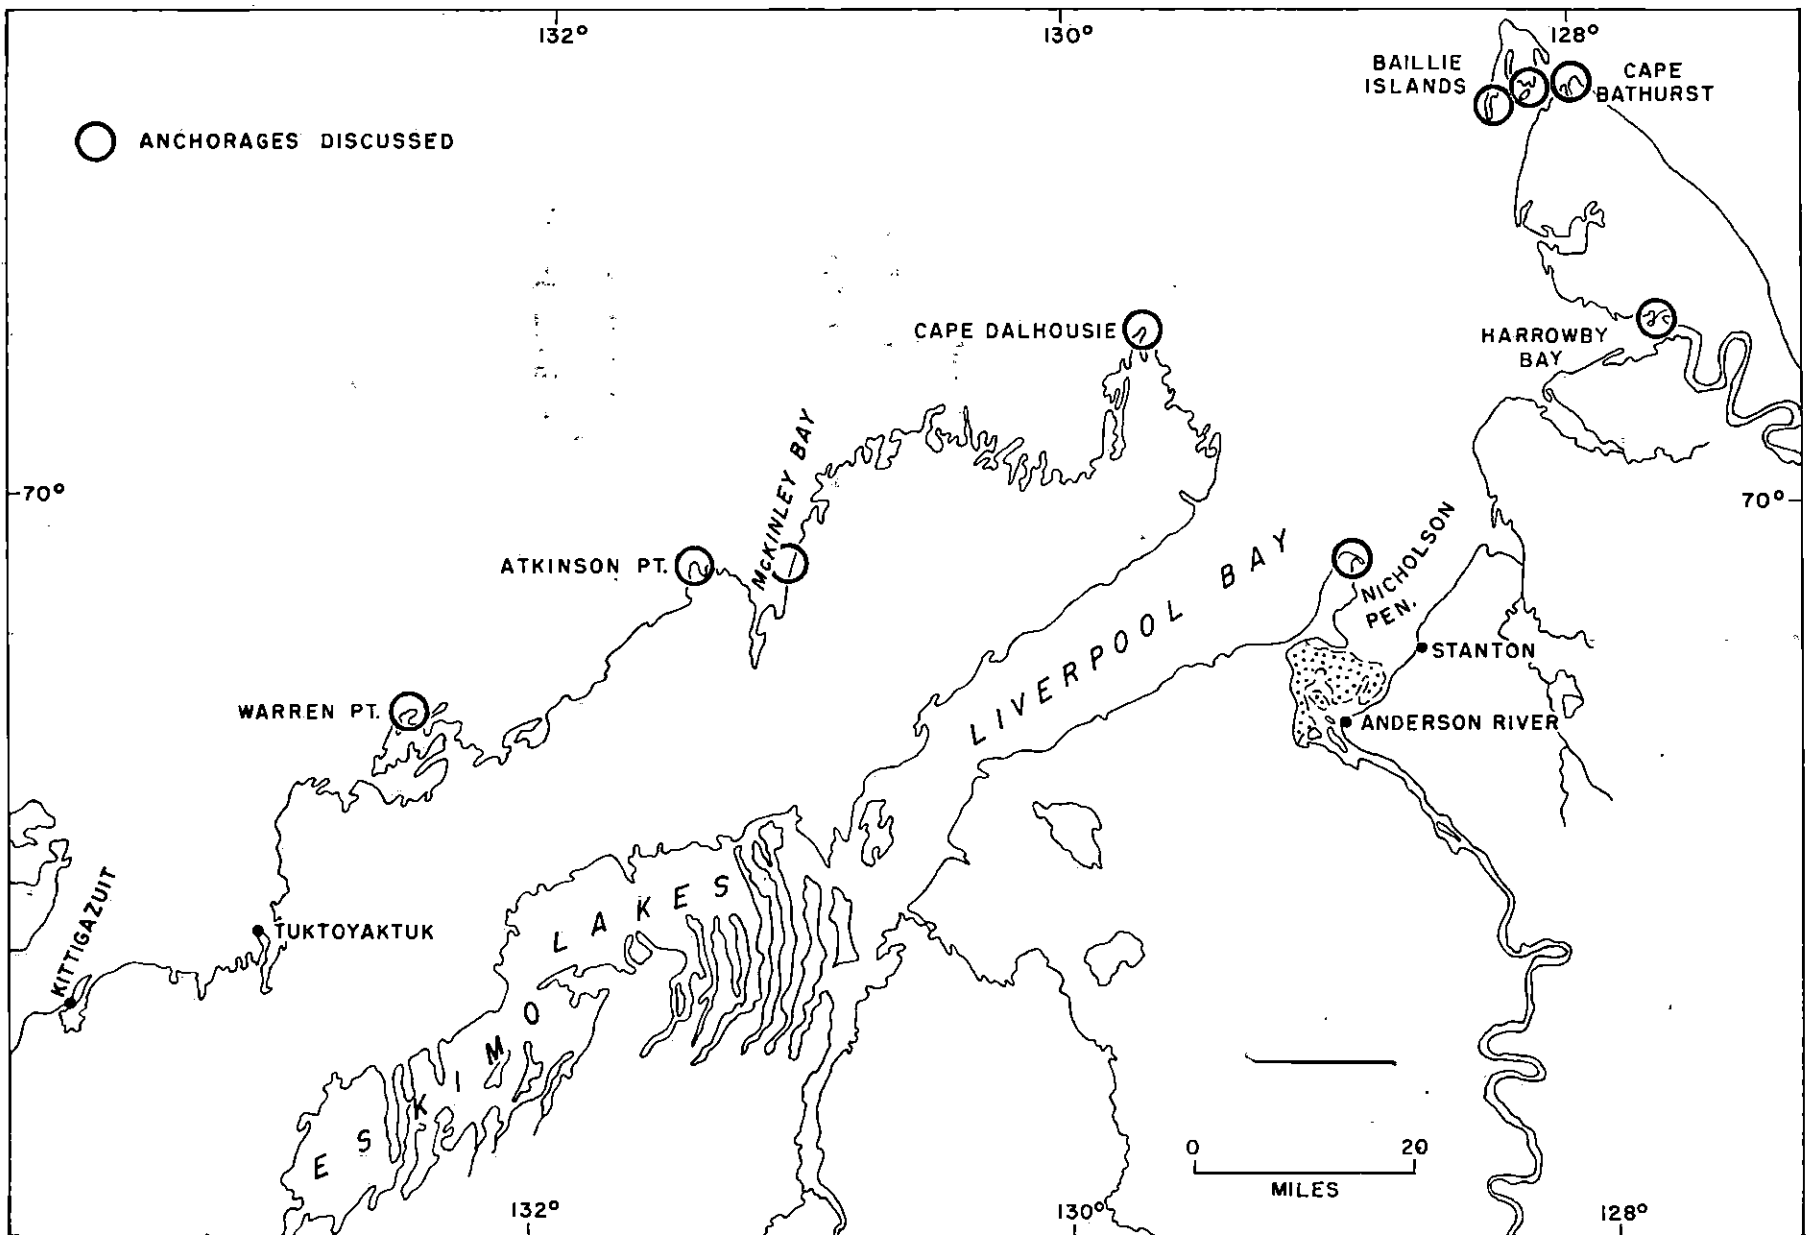 132°
130°
128°
BAILLIE
ISLANDS
CAPE
BATHURST
ANCHORAGES DISCUSSED
CAPE DALHOUSIE
HARROWBY
BAY
McKINLEY BAY
70°
70°
ATKINSON PT.
NICHOLSON
PEN.
LIVERPOOL BAY
STANTON
WARREN PT.
ANDERSON RIVER
KITTIGAZUIT
TUKTOYAKTUK
ESKIMO LAKES
0 20
MILES
132°
130°
128°